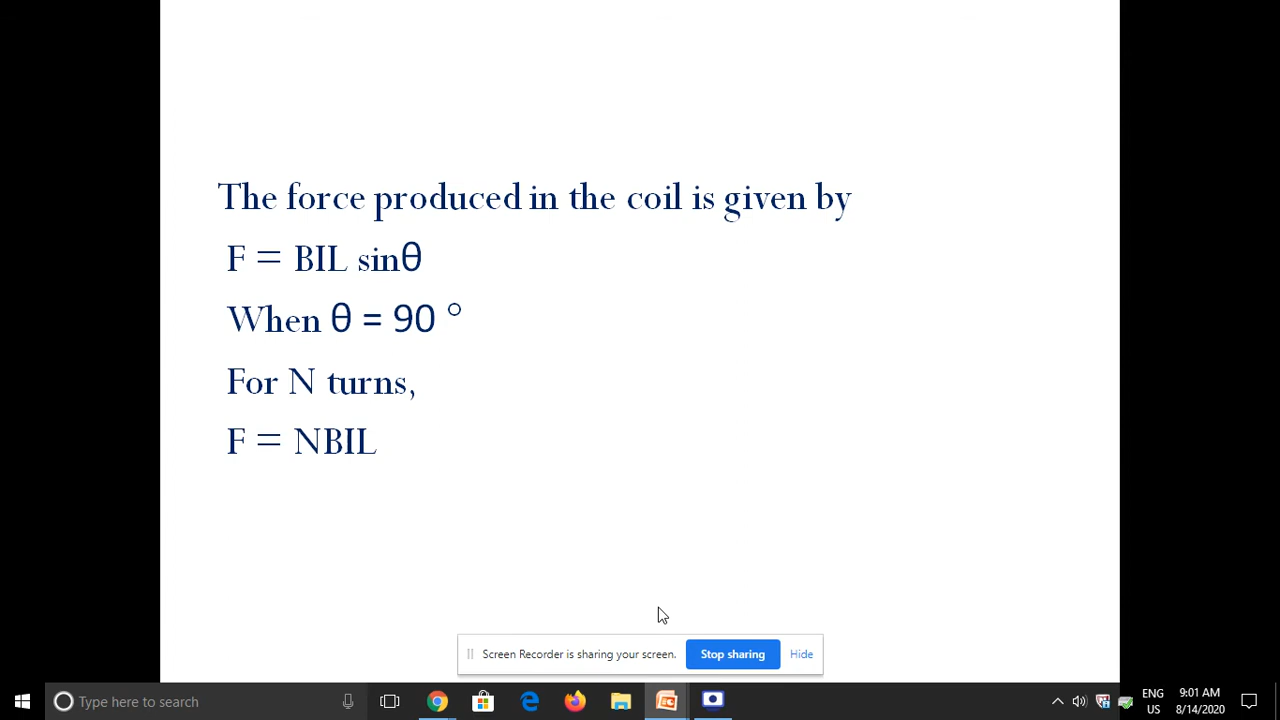 The force produced in the coil is given by
F = BIL sinθ
When θ = 90 °
For N turns,
F = NBIL
Screen Recorder is sharing your screen. Stop sharing Hide
Type here to search
ENG 9:01 AM
US 8/14/2020